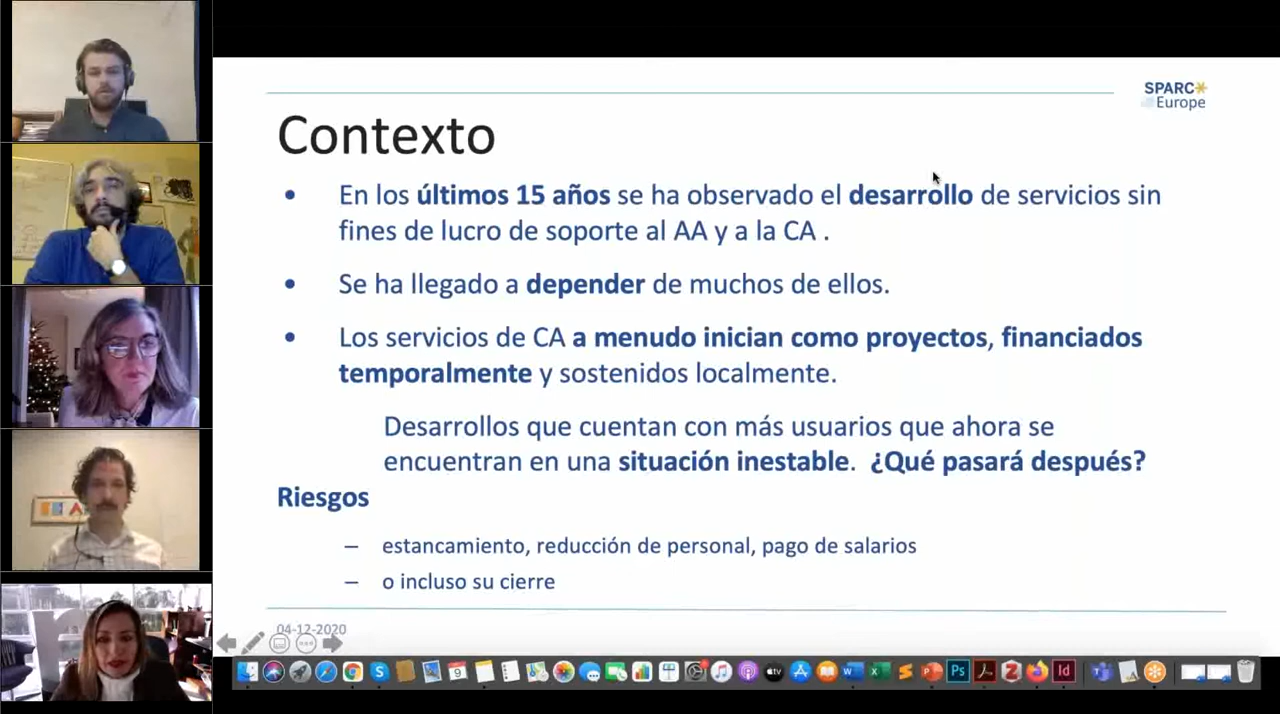 SPARC
Europe
Contexto
• En los últimos 15 años se ha observado el desarrollo de servicios sin
fines de lucro de soporte al AA y a la CA .
• Se ha llegado a depender de muchos de ellos.
• Los servicios de CA a menudo inician como proyectos, financiados
temporalmente y sostenidos localmente.
Desarrollos que cuentan con más usuarios que ahora se
encuentran en una situación inestable. ¿Qué pasará después?
Riesgos
– estancamiento, reducción de personal, pago de salarios
– o incluso su cierre
04-12-2020
9
tv
W
X
P
Ps
Z
Id